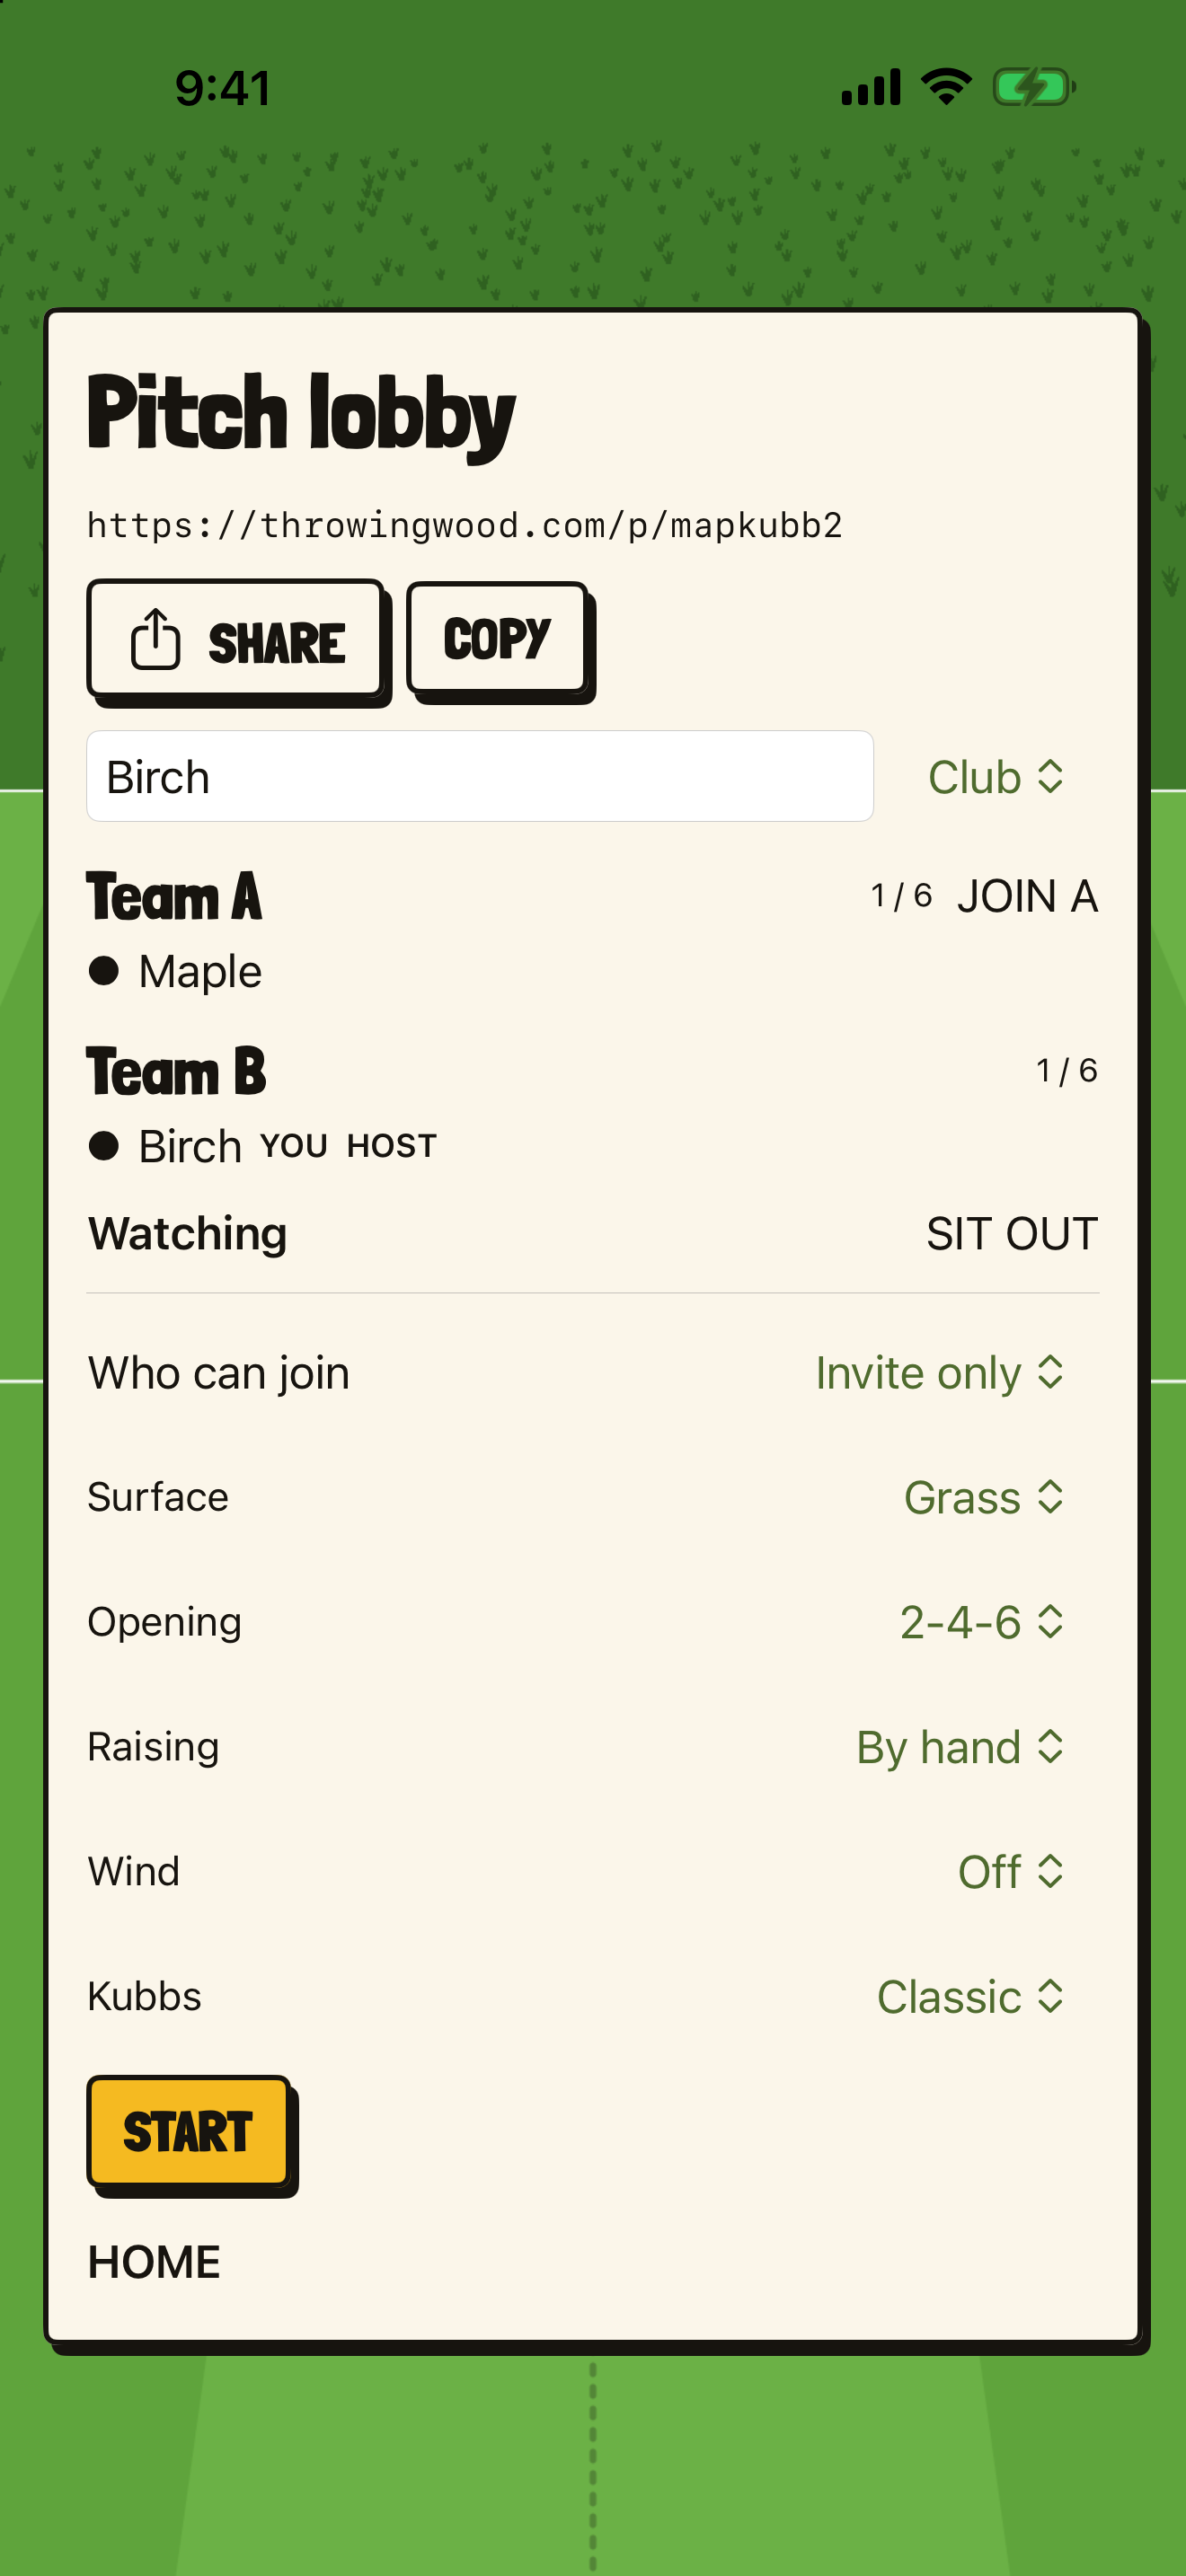 9:41
Pitch lobby
https://throwingwood.com/p/mapkubb2
SHARE COPY
Birch Club
Team A 1 / 6 JOIN A
Maple
Team B 1 / 6
Birch YOU HOST
Watching SIT OUT
Who can join Invite only
Surface Grass
Opening 2-4-6
Raising By hand
Wind Off
Kubbs Classic
START
HOME